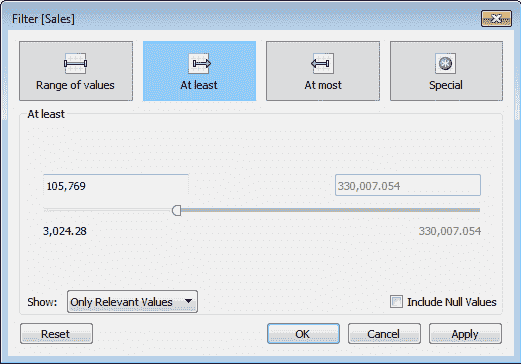 Filter [Sales]
Range of values
At least
At most
Special
At least
105,769
330,007.054
3,024.28
330,007.054
Show: Only Relevant Values
Include Null Values
Reset
OK
Cancel
Apply